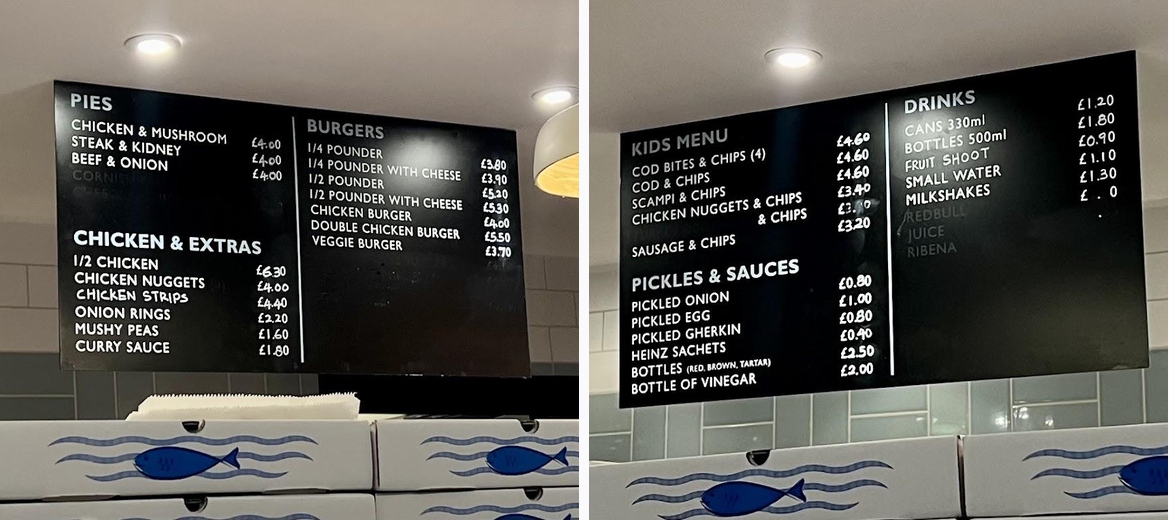 PIES
CHICKEN & MUSHROOM £4.00
STEAK & KIDNEY £4.00
BEEF & ONION £4.00
CHICKEN & EXTRAS
1/2 CHICKEN £6.30
CHICKEN NUGGETS £4.00
CHICKEN STRIPS £4.40
ONION RINGS £2.20
MUSHY PEAS £1.60
CURRY SAUCE £1.80
BURGERS
1/4 POUNDER £3.80
1/4 POUNDER WITH CHEESE £3.90
1/2 POUNDER £5.20
1/2 POUNDER WITH CHEESE £5.30
CHICKEN BURGER £4.00
DOUBLE CHICKEN BURGER £5.50
VEGGIE BURGER £3.70
KIDS MENU
COD BITES & CHIPS (4) £4.60
COD & CHIPS £4.60
SCAMPI & CHIPS £4.60
CHICKEN NUGGETS & CHIPS £3.40
& CHIPS
SAUSAGE & CHIPS £3.20
PICKLES & SAUCES
PICKLED ONION £0.80
PICKLED EGG £1.00
PICKLED GHERKIN £0.80
HEINZ SACHETS £0.40
BOTTLES (RED, BROWN, TARTAR) £2.50
BOTTLE OF VINEGAR £2.00
DRINKS
CANS 330ml £1.20
BOTTLES 500ml £1.80
FRUIT SHOOT £0.90
SMALL WATER £1.10
MILKSHAKES £1.30
REDBULL £ . 0
JUICE
RIBENA